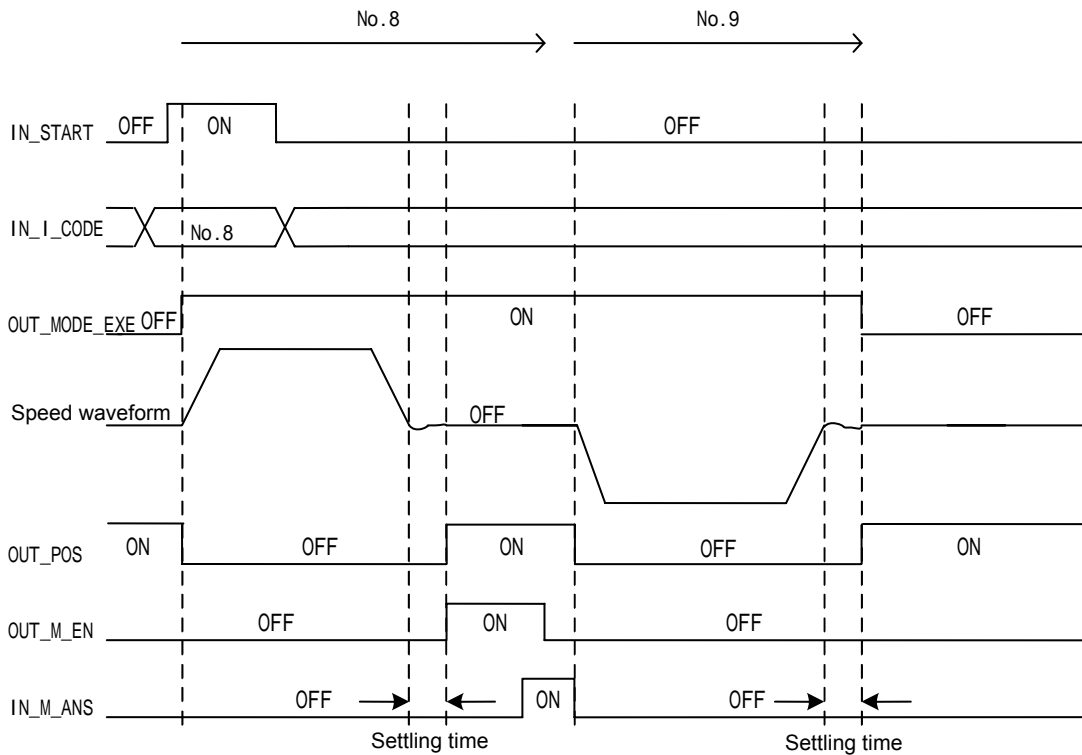 No.8 No.9
IN_START OFF ON OFF
IN_I_CODE No.8
OUT_MODE_EXE OFF ON OFF
Speed waveform OFF
OUT_POS ON OFF ON OFF ON
OUT_M_EN OFF ON OFF
IN_M_ANS OFF ON OFF
Settling time Settling time